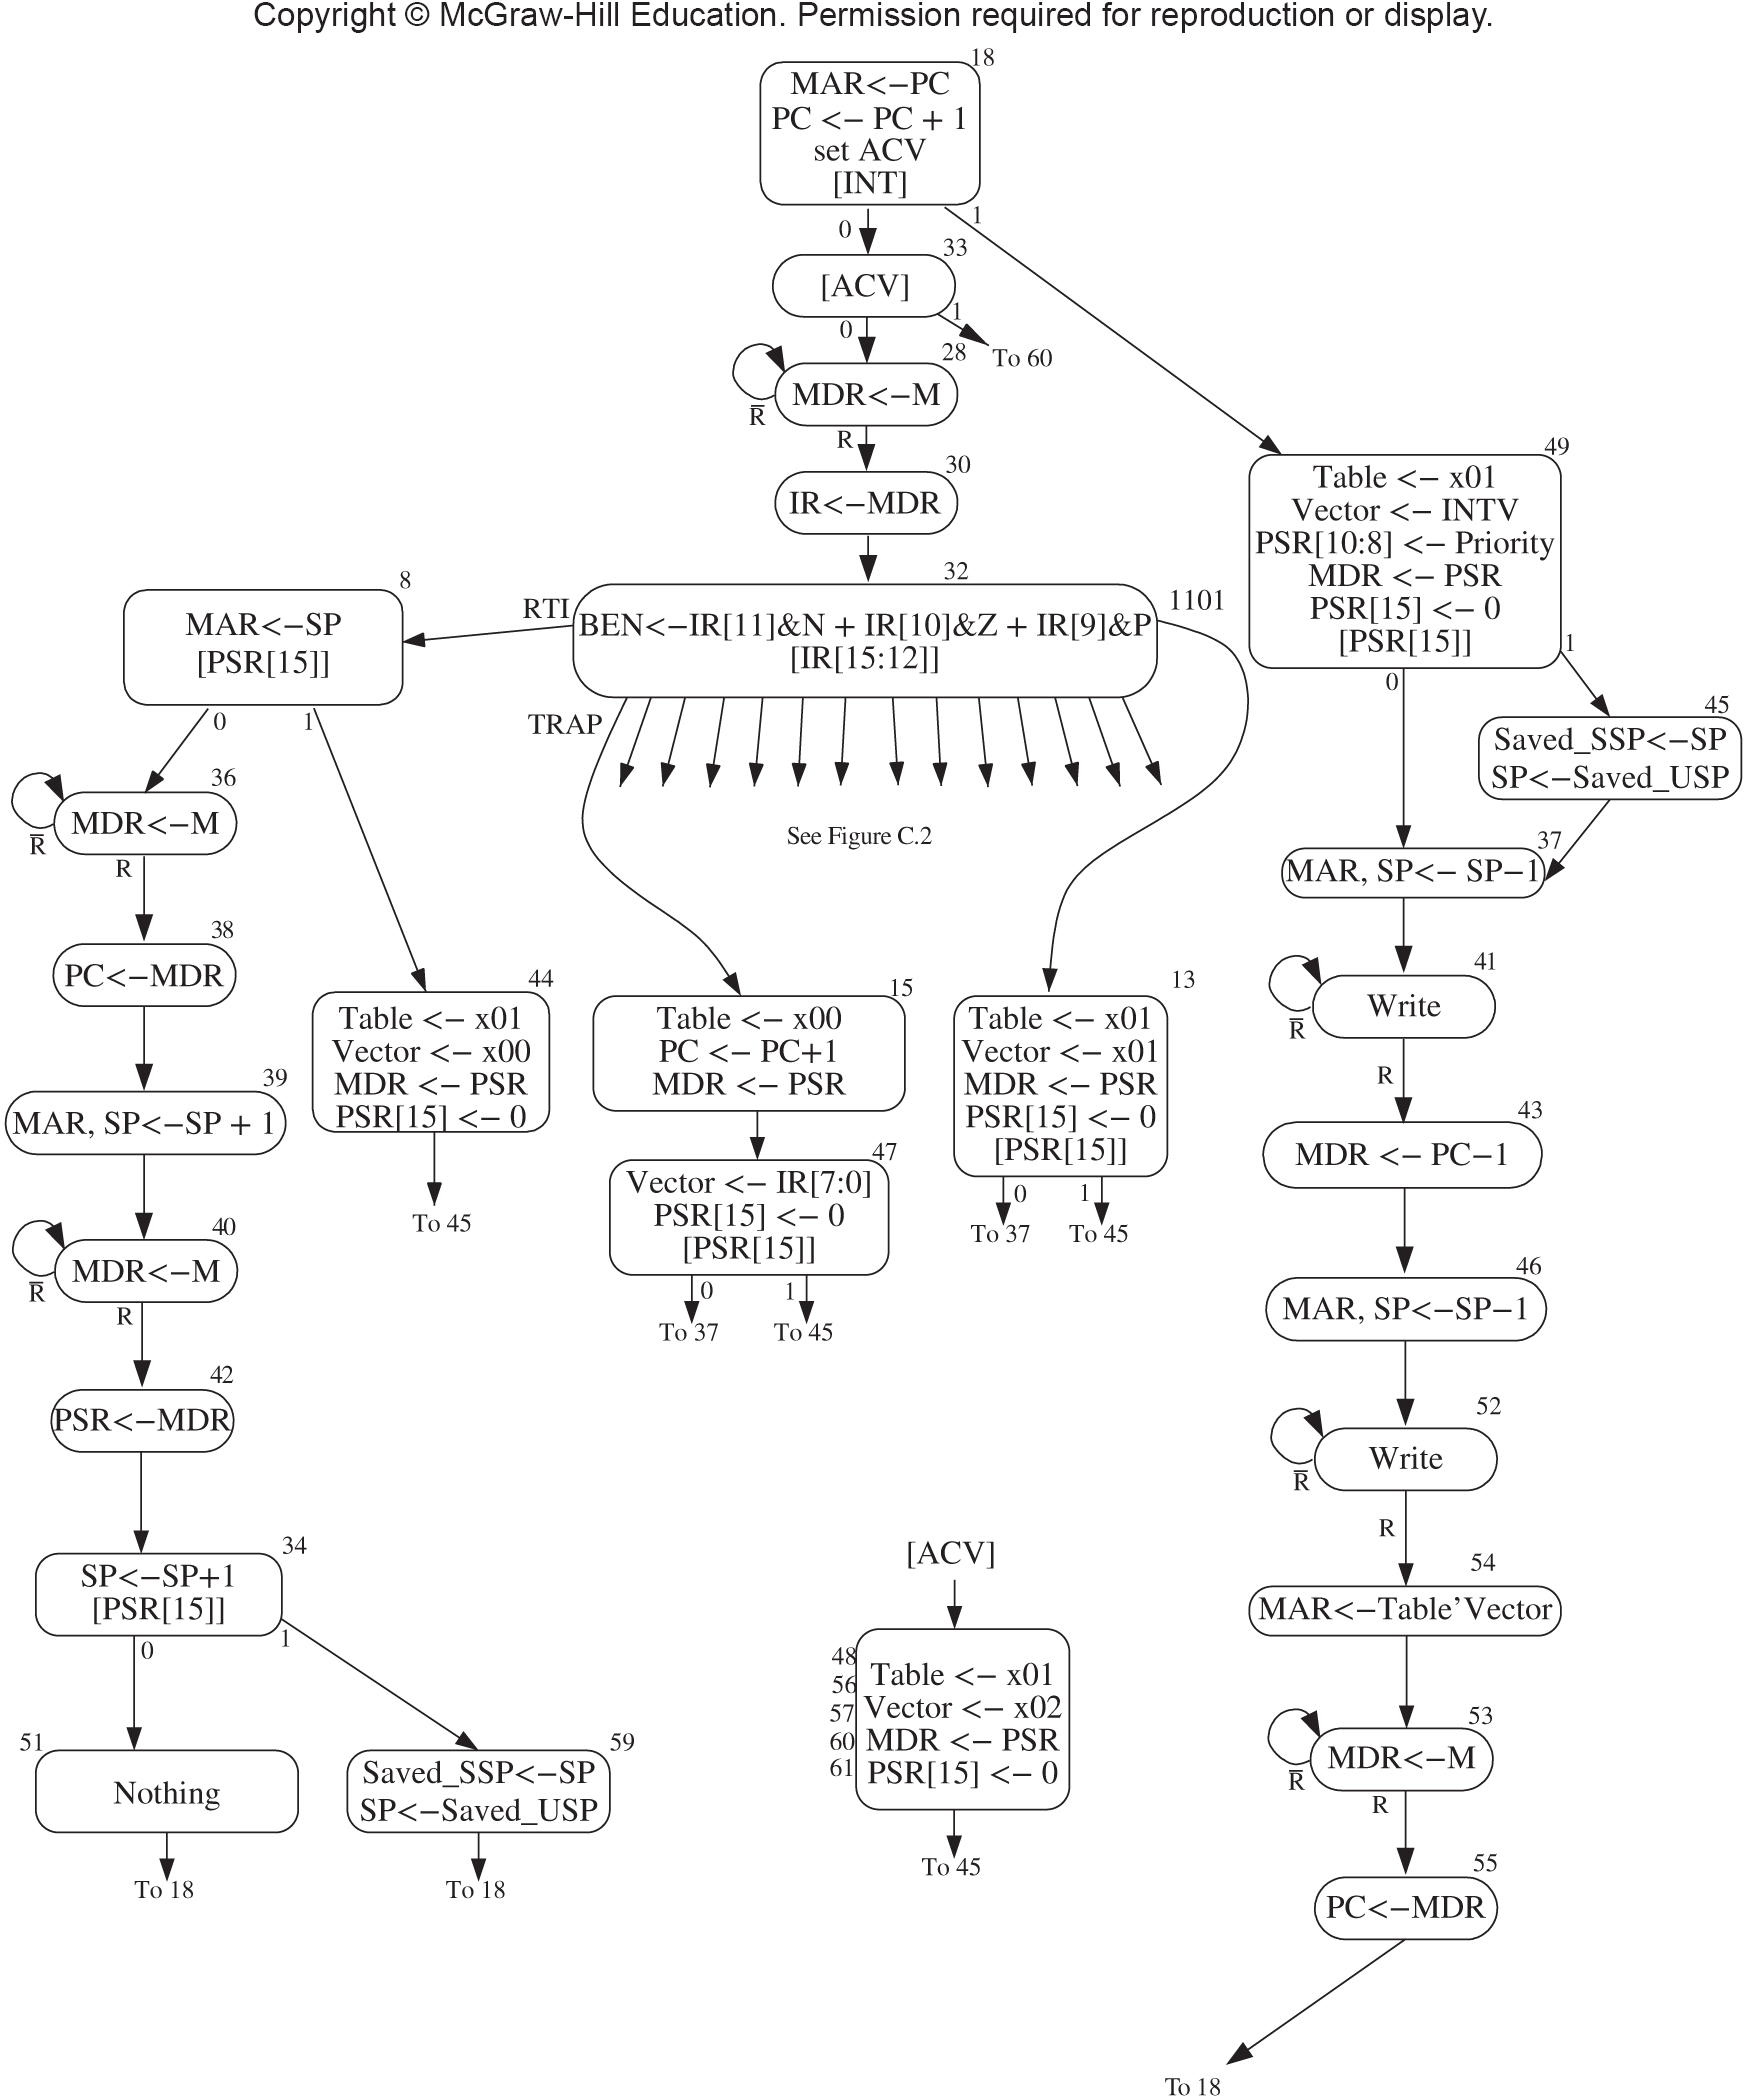 Copyright © McGraw-Hill Education. Permission required for reproduction or display.
18
MAR<−PC
PC <− PC + 1
set ACV
[INT]
0
1
33
[ACV]
0
1
To 60
28
MDR<−M
R̅
R
30
IR<−MDR
32
BEN<−IR[11]&N + IR[10]&Z + IR[9]&P
[IR[15:12]]
RTI
TRAP
1101
See Figure C.2
8
MAR<−SP
[PSR[15]]
0
1
36
MDR<−M
R̅
R
38
PC<−MDR
39
MAR, SP<−SP + 1
40
MDR<−M
R̅
R
42
PSR<−MDR
34
SP<−SP+1
[PSR[15]]
0
1
51
Nothing
To 18
59
Saved_SSP<−SP
SP<−Saved_USP
To 18
44
Table <− x01
Vector <− x00
MDR <− PSR
PSR[15] <− 0
To 45
15
Table <− x00
PC <− PC+1
MDR <− PSR
47
Vector <− IR[7:0]
PSR[15] <− 0
[PSR[15]]
0
1
To 37
To 45
13
Table <− x01
Vector <− x01
MDR <− PSR
PSR[15] <− 0
[PSR[15]]
0
1
To 37
To 45
[ACV]
48
56
57
60
61
Table <− x01
Vector <− x02
MDR <− PSR
PSR[15] <− 0
To 45
49
Table <− x01
Vector <− INTV
PSR[10:8] <− Priority
MDR <− PSR
PSR[15] <− 0
[PSR[15]]
0
1
45
Saved_SSP<−SP
SP<−Saved_USP
37
MAR, SP<− SP−1
41
Write
R̅
R
43
MDR <− PC−1
46
MAR, SP<−SP−1
52
Write
R̅
R
54
MAR<−Table’Vector
53
MDR<−M
R̅
R
55
PC<−MDR
To 18